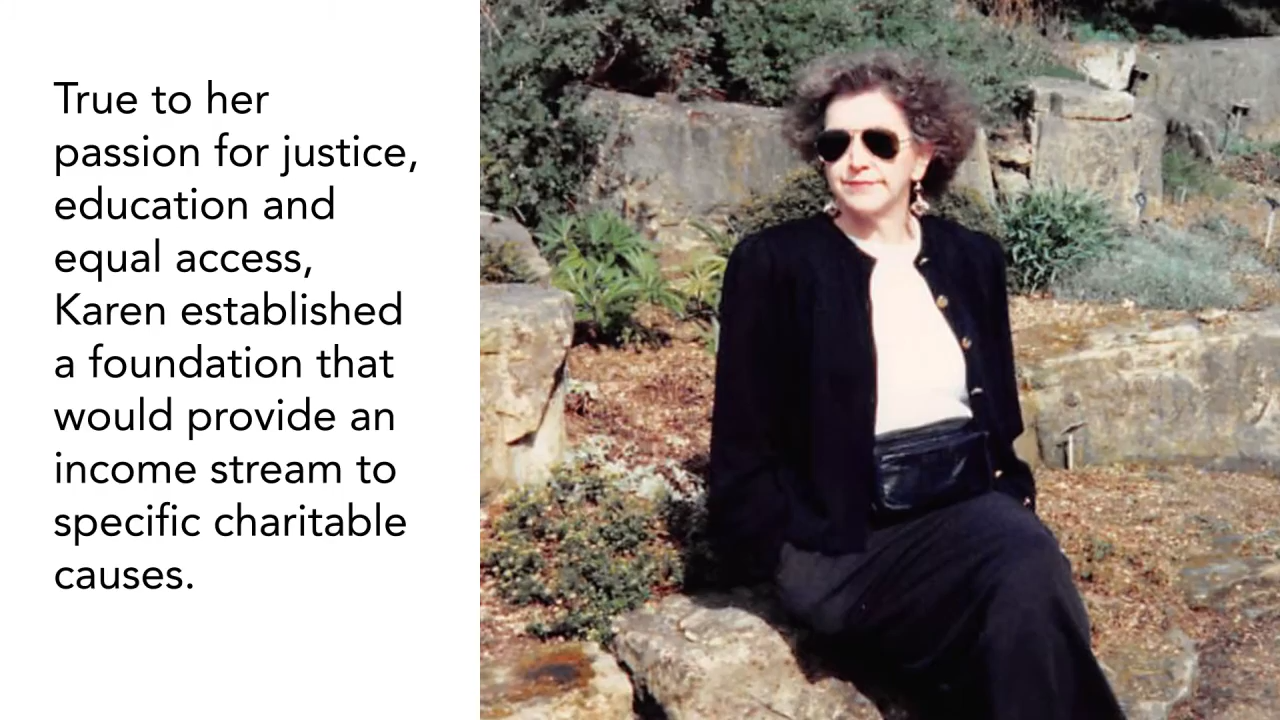 True to her
passion for justice,
education and
equal access,
Karen established
a foundation that
would provide an
income stream to
specific charitable
causes.